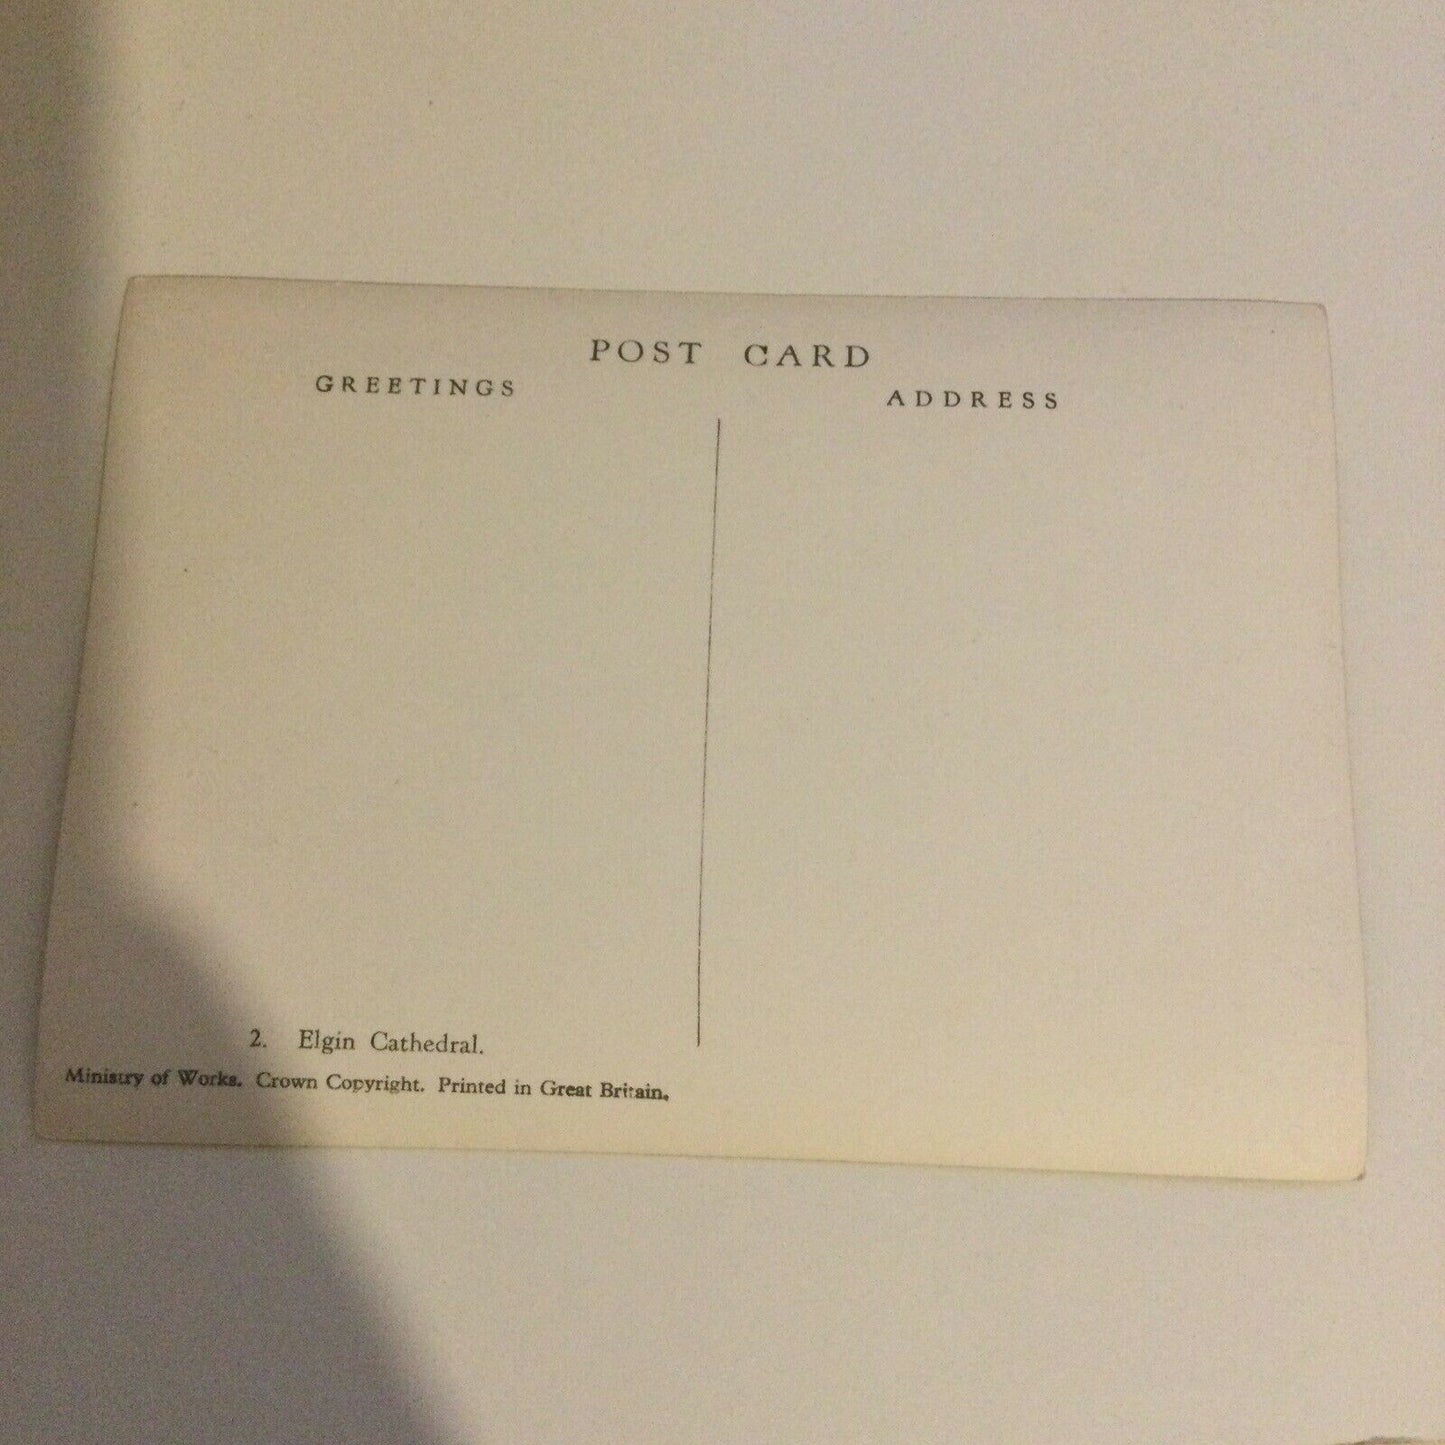 POST CARD
GREETINGS
ADDRESS
2. Elgin Cathedral.
Ministry of Works. Crown Copyright. Printed in Great Britain.